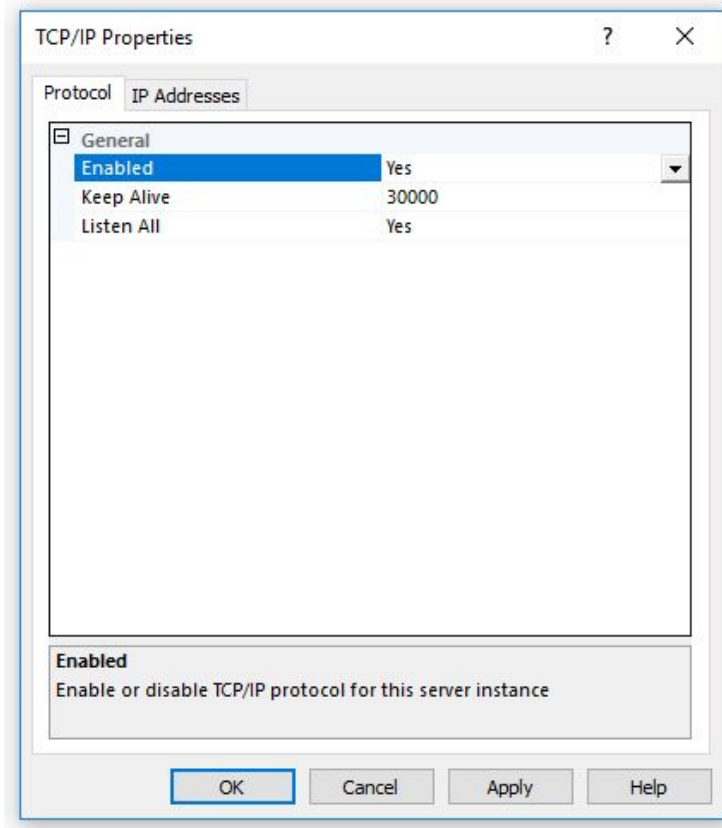 TCP/IP Properties ?
Protocol IP Addresses
General
Enabled Yes
Keep Alive 30000
Listen All Yes
Enabled
Enable or disable TCP/IP protocol for this server instance
OK Cancel Apply Help